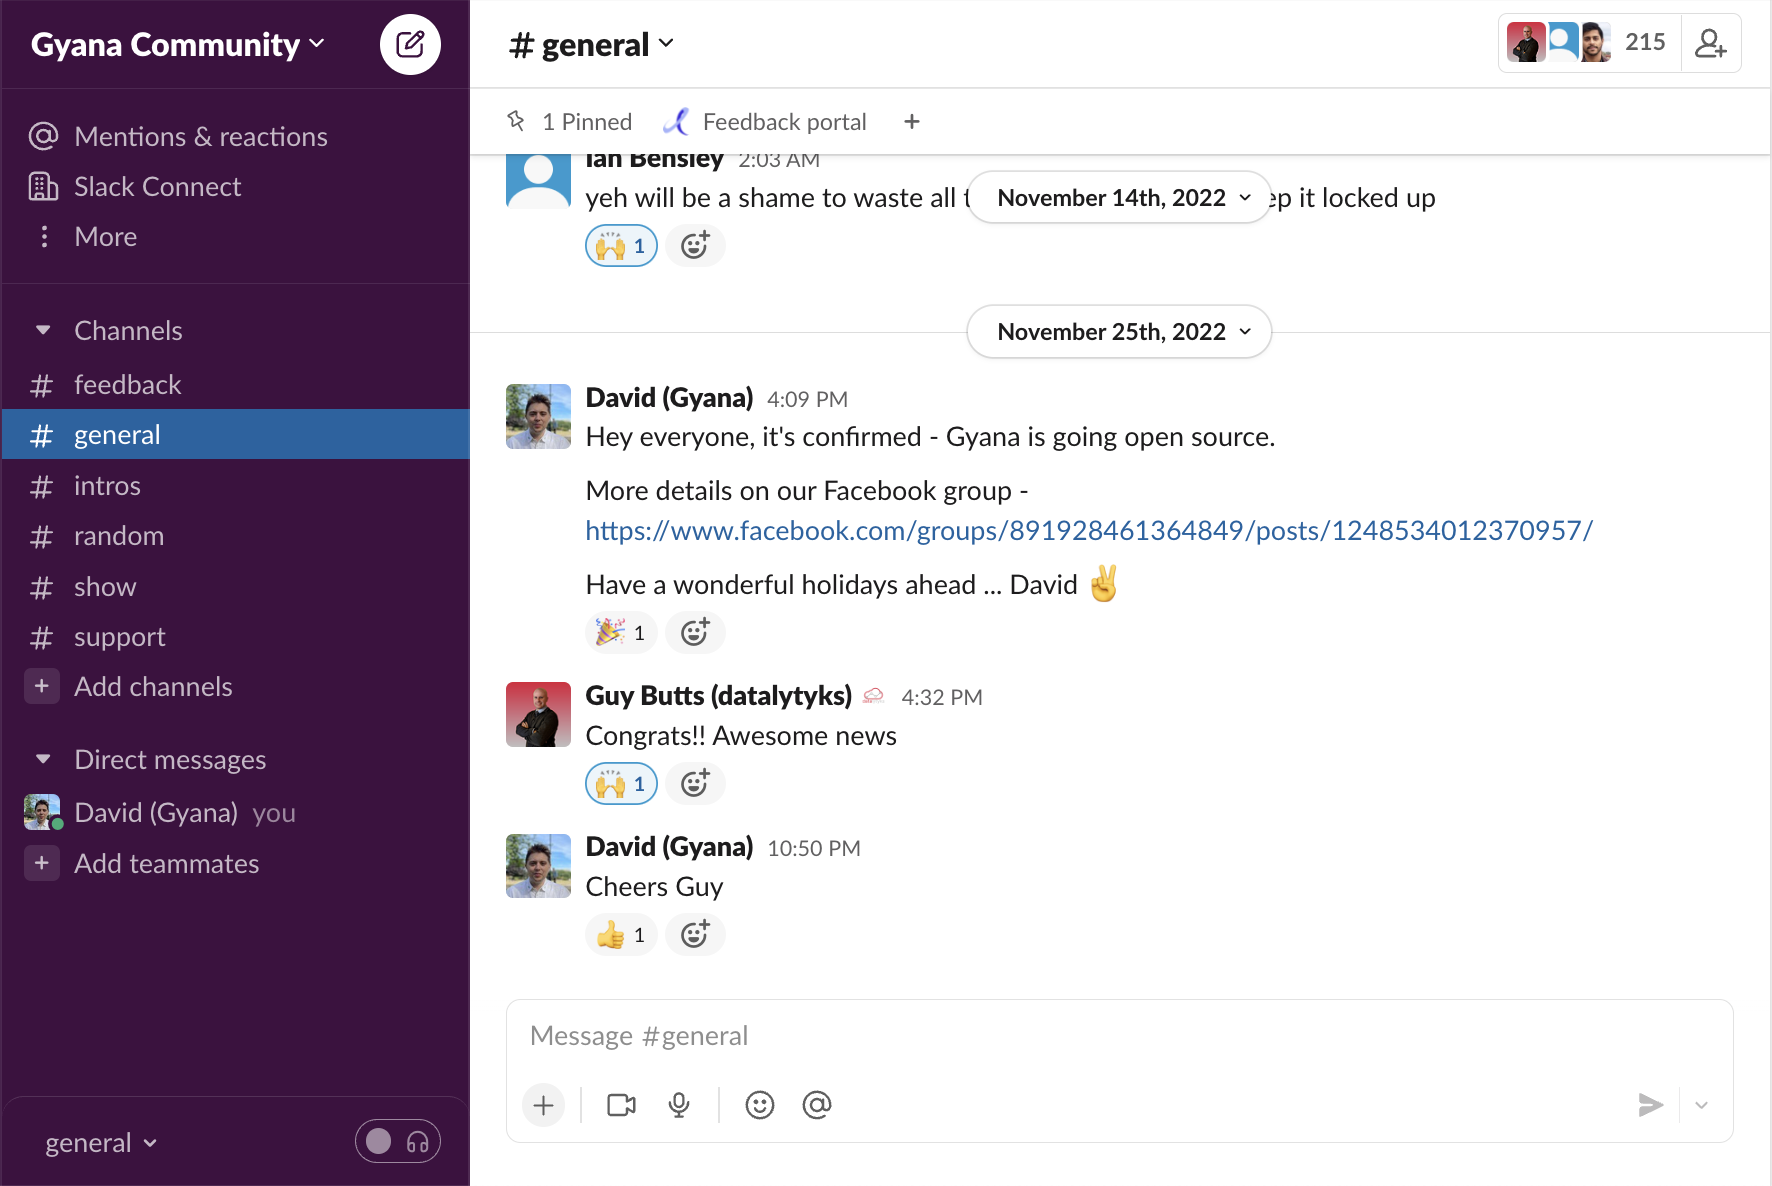 Gyana Community
Mentions & reactions
Slack Connect
More
Channels
# feedback
# general
# intros
# random
# show
# support
+ Add channels
Direct messages
David (Gyana) you
+ Add teammates
general
# general
215
1 Pinned
Feedback portal
+
Ian Bensley 2:03 AM
yeh will be a shame to waste all
ep it locked up
November 14th, 2022
1
November 25th, 2022
David (Gyana) 4:09 PM
Hey everyone, it's confirmed - Gyana is going open source.
More details on our Facebook group -
https://www.facebook.com/groups/891928461364849/posts/1248534012370957/
Have a wonderful holidays ahead ... David ✌️
🎉 1
Guy Butts (datalytyks) 4:32 PM
Congrats!! Awesome news
1
David (Gyana) 10:50 PM
Cheers Guy
👍 1
Message #general